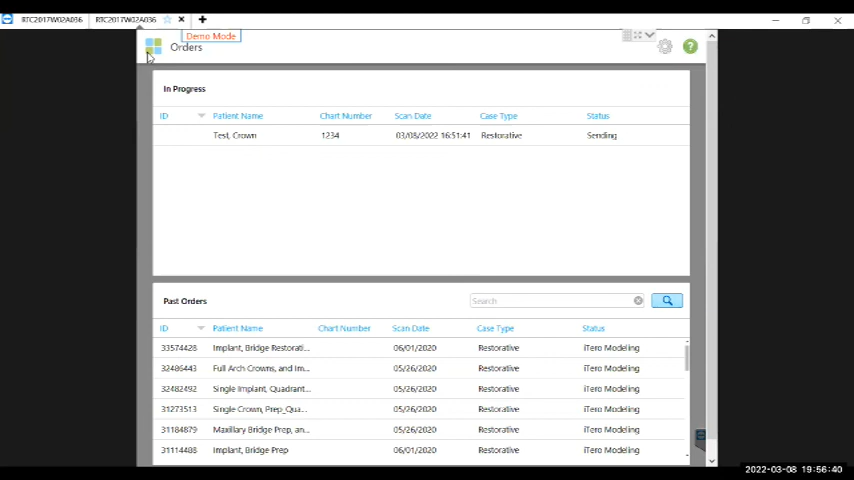 RTC2017W02A036 RTC2017W02A036
Demo Mode
Orders
In Progress
ID Patient Name Chart Number Scan Date Case Type Status
Test, Crown 1234 03/08/2022 16:51:41 Restorative Sending
Past Orders Search
ID Patient Name Chart Number Scan Date Case Type Status
33574428 Implant, Bridge Restorati... 06/01/2020 Restorative iTero Modeling
32486443 Full Arch Crowns, and Im... 05/26/2020 Restorative iTero Modeling
32482492 Single Implant, Quadrant... 05/26/2020 Restorative iTero Modeling
31273513 Single Crown, Prep_Qua... 05/26/2020 Restorative iTero Modeling
31184879 Maxillary Bridge Prep, an... 05/26/2020 Restorative iTero Modeling
31114488 Implant, Bridge Prep 06/01/2020 Restorative iTero Modeling
2022-03-08 19:56:40